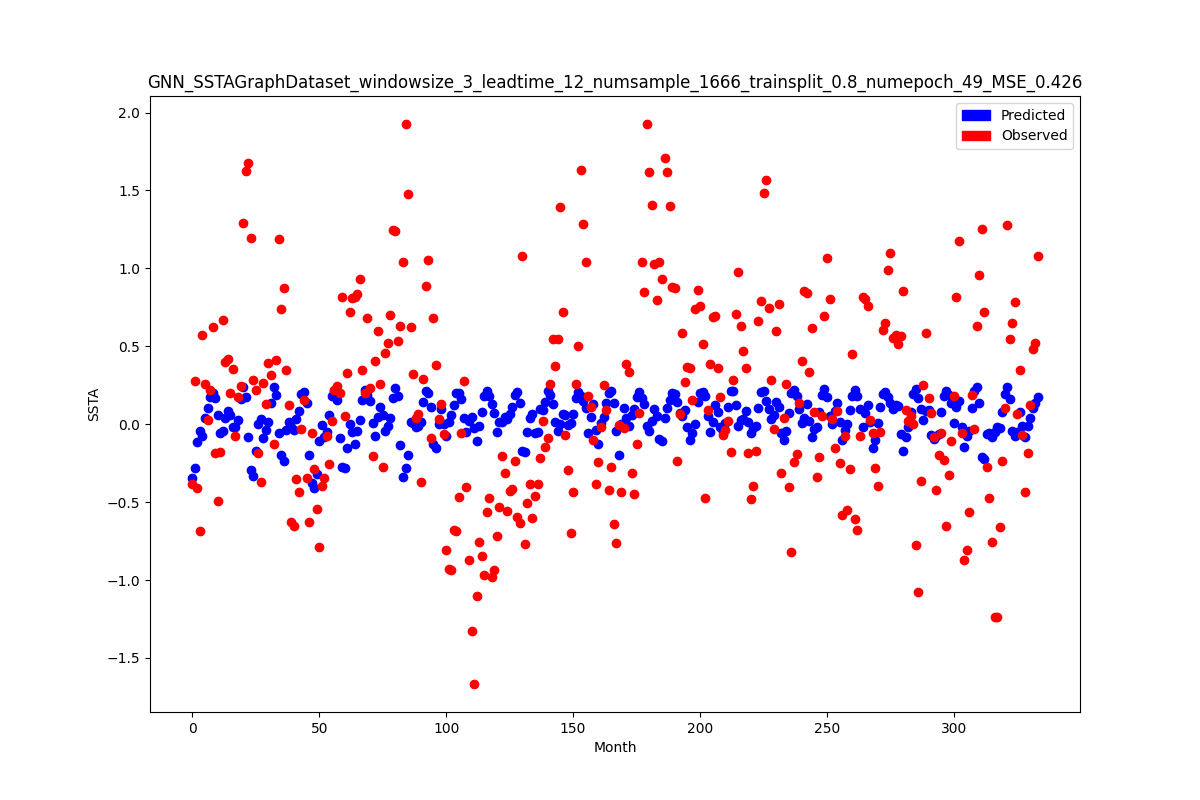 GNN_SSTAGraphDataset_windowsize_3_leadtime_12_numsample_1666_trainsplit_0.8_numepoch_49_MSE_0.426
Predicted
Observed
2.0
1.5
1.0
0.5
0.0
−0.5
−1.0
−1.5
SSTA
0 50 100 150 200 250 300
Month